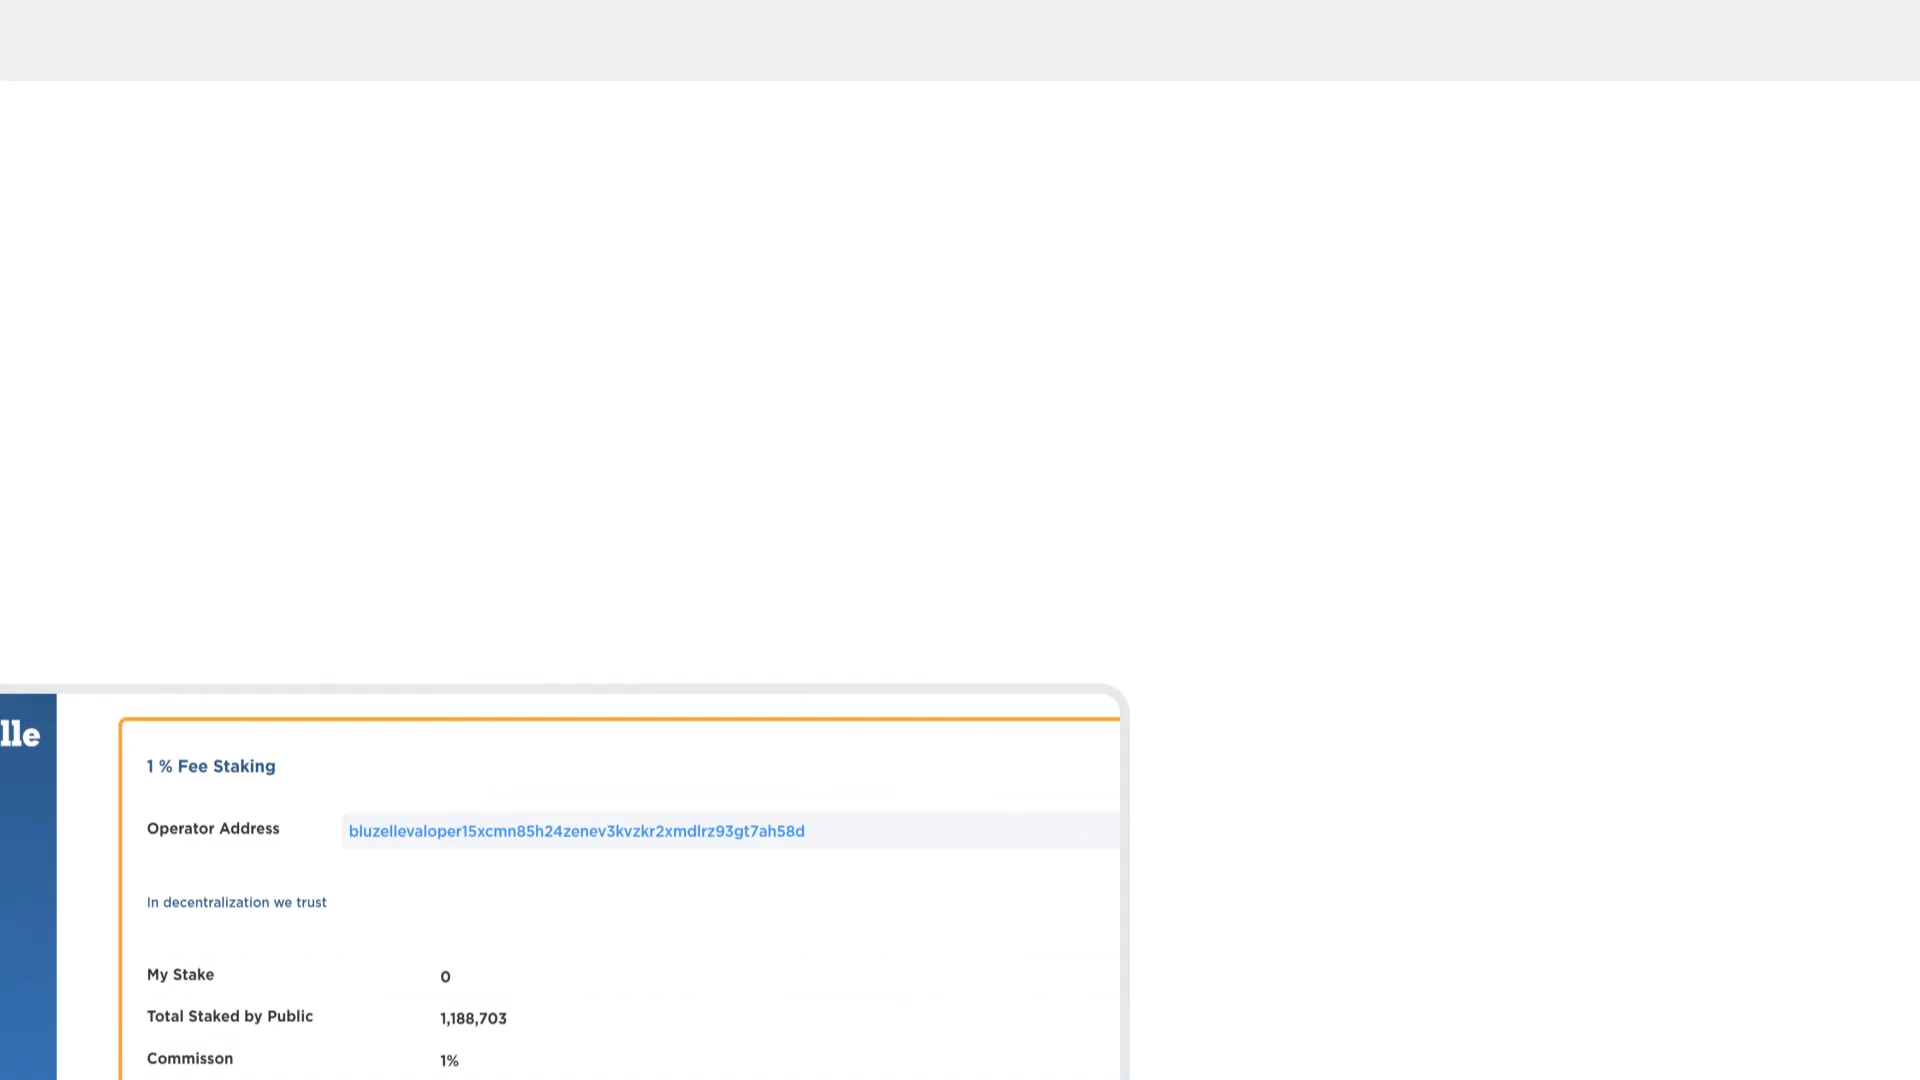 lle
1 % Fee Staking
Operator Address bluzellevaloper15xcmn85h24zenev3kvzkr2xmdlrz93gt7ah58d
In decentralization we trust
My Stake 0
Total Staked by Public 1,188,703
Commisson 1%